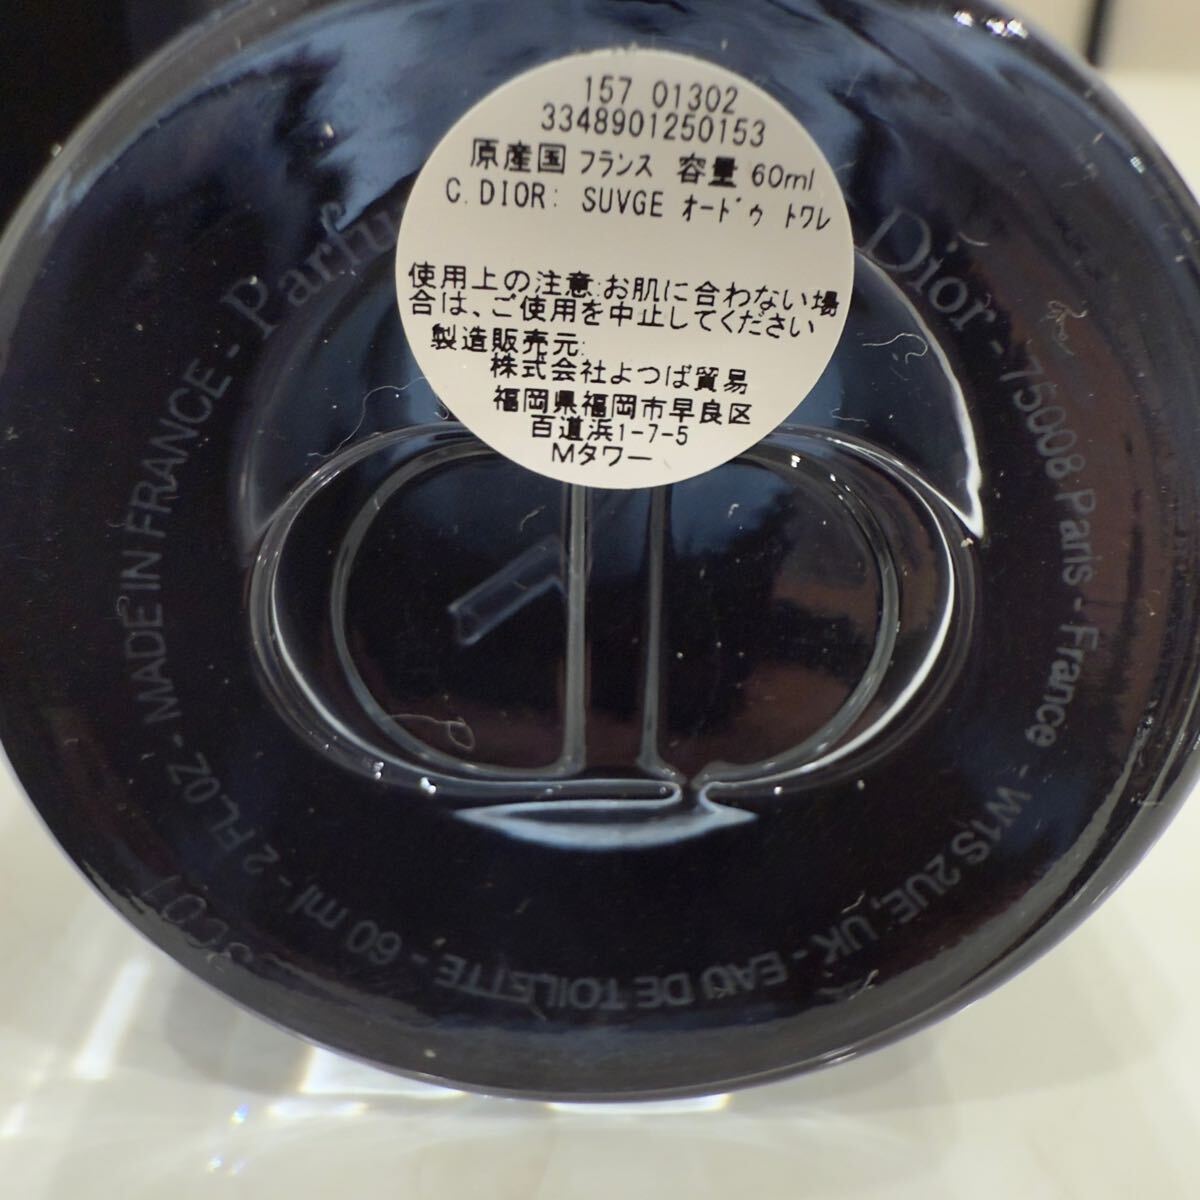 157 01302
3348901250153
原産国 フランス 容量 60ml
C.DIOR: SUVGE ｵｰﾄﾞｩ ﾄﾜﾚ
使用上の注意:お肌に合わない場
合は、ご使用を中止してください
製造販売元:
株式会社よつば貿易
福岡県福岡市早良区
百道浜1-7-5
Mタワー
Dior - 75008 Paris - France - W1S 2UE, UK - EAU DE TOILETTE - 60 ml - 2 FL.OZ - MADE IN FRANCE -